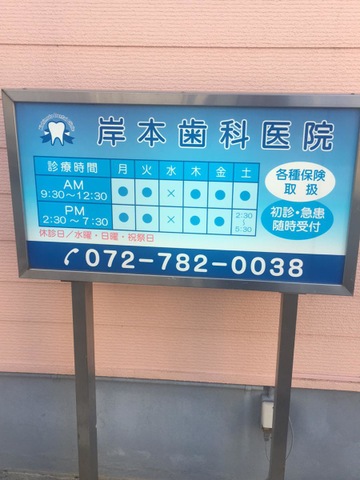 岸本歯科医院
診療時間 月 火 水 木 金 土
AM 9:30~12:30 ● ● × ● ● ●
PM 2:30~7:30 ● ● × ● ● 2:30~5:30
休診日/水曜・日曜・祝祭日
各種保険
取扱
初診・急患
随時受付
072-782-0038